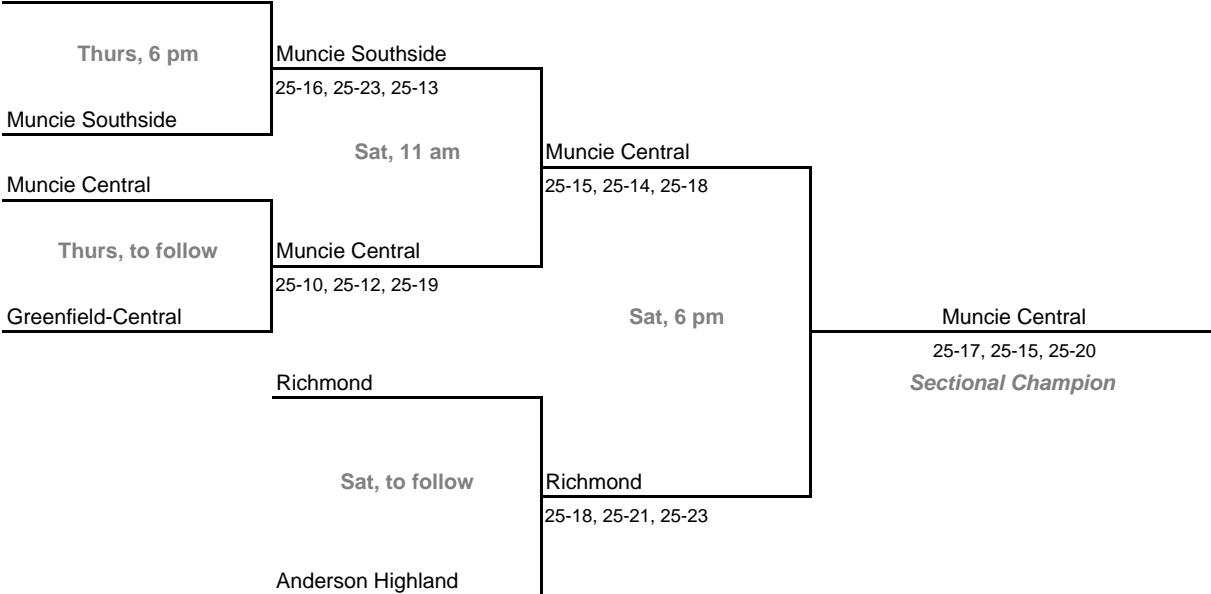 Thurs, 6 pm
Muncie Southside
25-16, 25-23, 25-13
Muncie Southside
Sat, 11 am
Muncie Central
25-15, 25-14, 25-18
Muncie Central
Thurs, to follow
Muncie Central
25-10, 25-12, 25-19
Greenfield-Central
Sat, 6 pm
Muncie Central
25-17, 25-15, 25-20
Sectional Champion
Richmond
Sat, to follow
Richmond
25-18, 25-21, 25-23
Anderson Highland